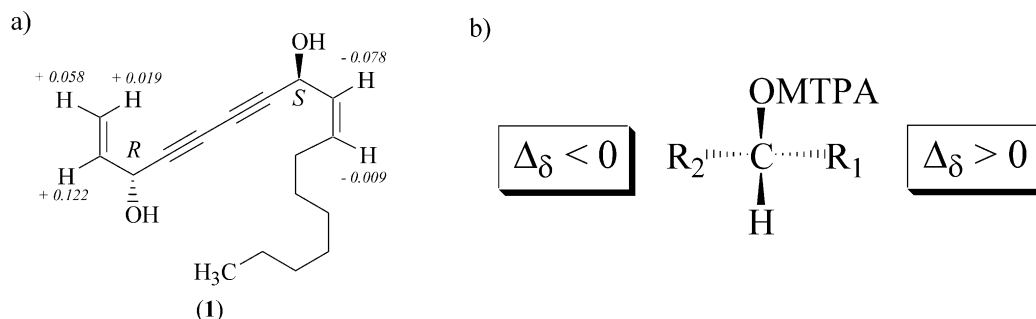 a)
OH
- 0.078
H
+ 0.058
+ 0.019
H
H
S
R
H
H
+ 0.122
- 0.009
OH
H₃C
(1)
b)
OMTPA
Δδ < 0
R₂
C
R₁
Δδ > 0
H